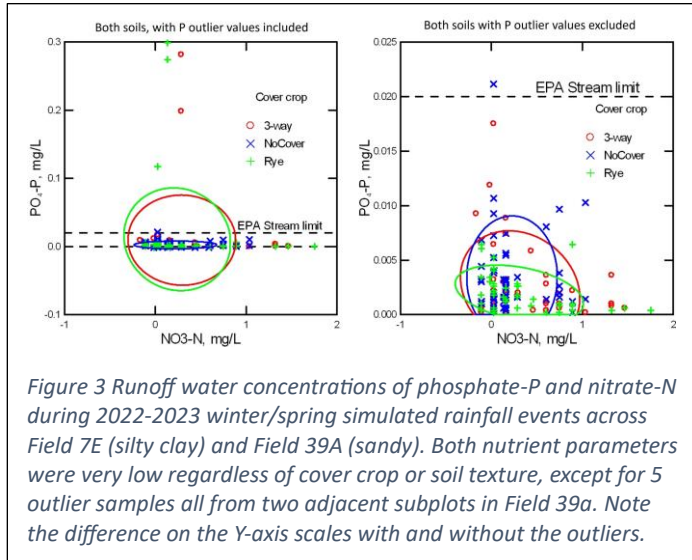 Both soils, with P outlier values included
0.3
0.2
0.1
0.0
-0.1
PO4-P, mg/L
Cover crop
3-way
NoCover
Rye
EPA Stream limit
-1
0
1
2
NO3-N, mg/L
Both soils with P outlier values excluded
0.025
0.020
0.015
0.010
0.005
0.000
PO4-P, mg/L
EPA Stream limit
Cover crop
3-way
NoCover
Rye
-1
0
1
2
NO3-N, mg/L
Figure 3 Runoff water concentrations of phosphate-P and nitrate-N
during 2022-2023 winter/spring simulated rainfall events across
Field 7E (silty clay) and Field 39A (sandy). Both nutrient parameters
were very low regardless of cover crop or soil texture, except for 5
outlier samples all from two adjacent subplots in Field 39a. Note
the difference on the Y-axis scales with and without the outliers.